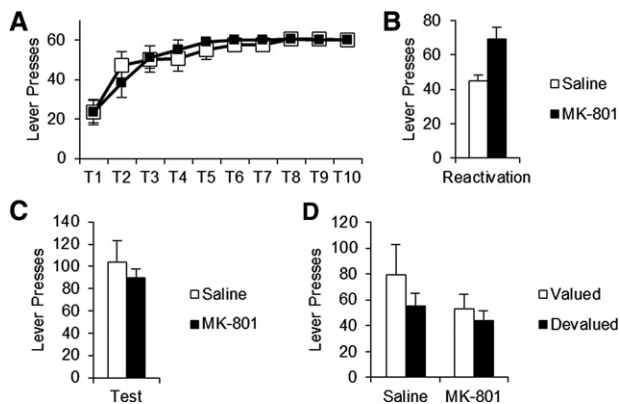 A
Lever Presses
60
40
20
0
T1 T2 T3 T4 T5 T6 T7 T8 T9 T10
B
Lever Presses
80
60
40
20
0
Reactivation
Saline
MK-801
C
Lever Presses
140
120
100
80
60
40
20
0
Test
Saline
MK-801
D
Lever Presses
120
100
80
60
40
20
0
Saline MK-801
Valued
Devalued